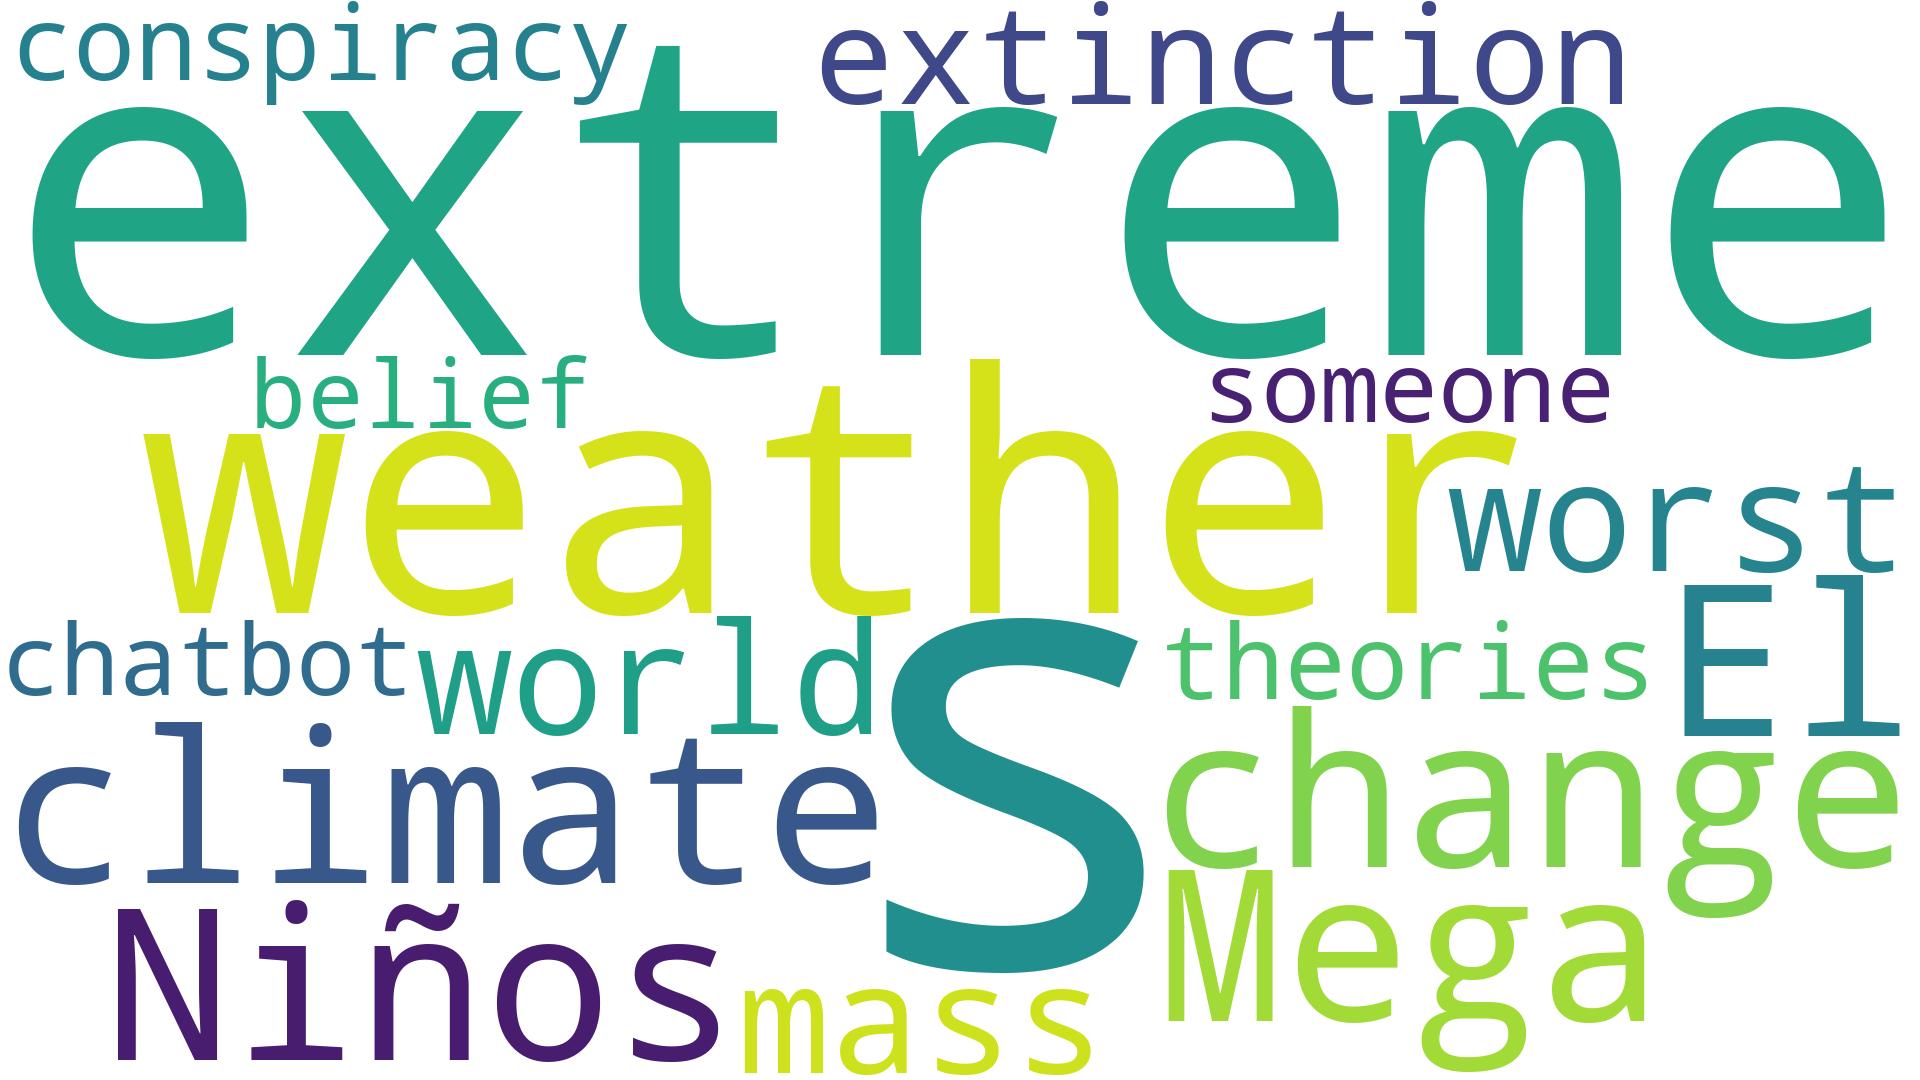 conspiracy extinction
extreme
belief someone
weather
worst
El
chatbot world s theories
climate change
Niños Mega
mass